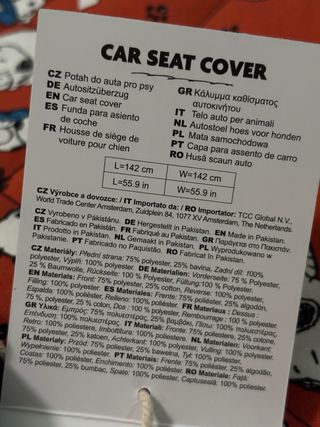 CAR SEAT COVER
CZ Potah do auta pro psy
DE Autositzüberzug
EN Car seat cover
ES Funda para asiento
de coche
FR Housse de siège de
voiture pour chien
GR Κάλυμμα καθίσματος
αυτοκινήτου
IT Telo auto per animali
NL Autostoel hoes voor honden
PL Mata samochodowa
PT Capa para assento de carro
RO Husă scaun auto
L=142 cm W=142 cm
L=55.9 in W=55.9 in
CZ Výrobce a dovozce: / IT Importato da: / RO Importator: TCC Global N.V.,
World Trade Center Amsterdam, Zuidplein 84, 1077 XV Amsterdam, The Netherlands.
CZ Vyrobeno v Pákistánu. DE Hergestellt in Pakistan. EN Made in Pakistan.
ES Fabricado en Pakistán. FR Fabriqué au Pakistan. GR Παράγεται στο Πακιστάν.
IT Prodotto in Pakistan. NL Gemaakt in Pakistan. PL Wyprodukowano w
Pakistanie. PT Fabricado no Paquistão. RO Fabricat în Pakistan.
CZ Materiály: Přední strana: 75% polyester, 25% bavlna, Zadní díl: 100%
polyester, Výplň: 100% polyester. DE Materialien: Vorderseite: 75 % Polyester,
25 % Baumwolle, Rückseite: 100 % Polyester, Füllung: 100 % Polyester.
EN Materials: Front: 75% polyester, 25% cotton, Reverse: 100% polyester,
Filling: 100% polyester. ES Materiales: Frente: 75% poliéster, 25% algodón,
Espalda: 100% poliéster, Relleno: 100% poliéster. FR Matériaux : Dessus :
75 % polyester, 25 % coton, Dos : 100 % polyester, Rembourrage : 100 % polyester.
GR Υλικά: Εμπρός: 75% πολυεστέρας, 25% βαμβάκι, Πίσω: 100% πολυεστέρας,
Επένδυση: 100% πολυεστέρας. IT Materiali: Fronte: 75% poliestere, 25% cotone,
Retro: 100% poliestere, Imbottitura: 100% poliestere. NL Materialen: Voorkant:
75% polyester, 25% katoen, Achterkant: 100% polyester, Vulling: 100% polyester.
PL Materiały: Przód: 75% poliester, 25% bawełna, Tył: 100% poliester,
Wypełnienie: 100% poliester. PT Materiais: Frente: 75% poliéster, 25% algodão,
Costas: 100% poliéster, Enchimento: 100% poliéster. RO Materiale: Față:
75% poliester, 25% bumbac, Spate: 100% poliester, Captuseală: 100% poliester.